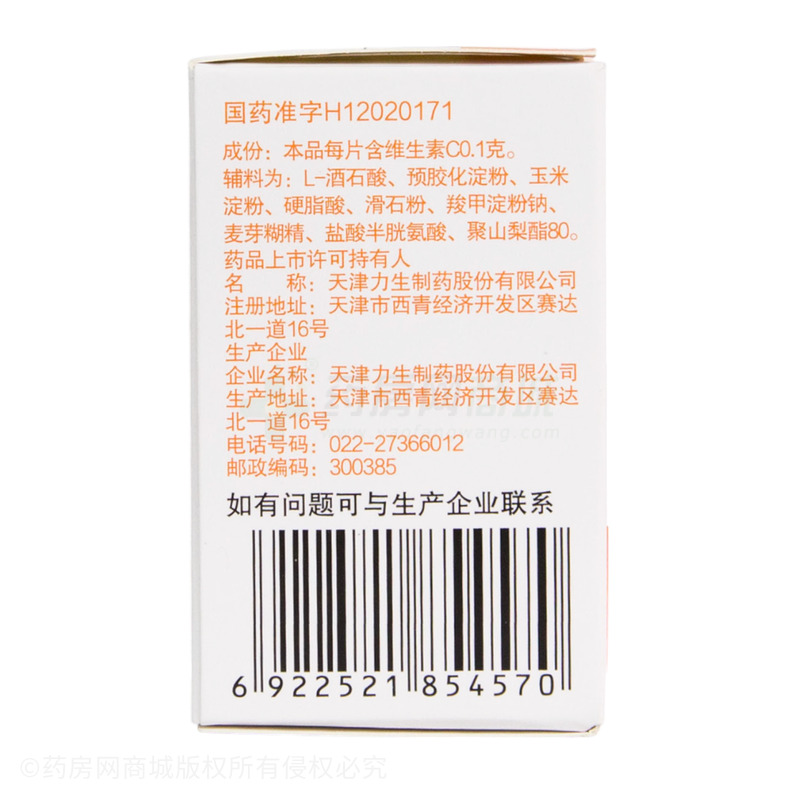 国药准字H12020171
成份：本品每片含维生素C0.1克。
辅料为：L-酒石酸、预胶化淀粉、玉米
淀粉、硬脂酸、滑石粉、羧甲淀粉钠、
麦芽糊精、盐酸半胱氨酸、聚山梨酯80。
药品上市许可持有人
名　　称：天津力生制药股份有限公司
注册地址：天津市西青经济开发区赛达
北一道16号
生产企业
企业名称：天津力生制药股份有限公司
生产地址：天津市西青经济开发区赛达
北一道16号
电话号码：022-27366012
邮政编码：300385
如有问题可与生产企业联系
6 922521 854570
©药房网商城版权所有侵权必究